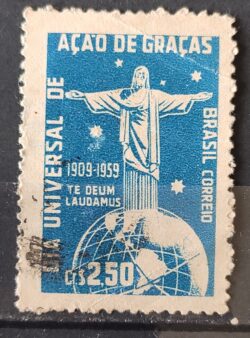 DIA UNIVERSAL DE
AÇÃO DE GRAÇAS
BRASIL CORREIO
1909-1959
TE DEUM
LAUDAMUS
CR$ 2,50